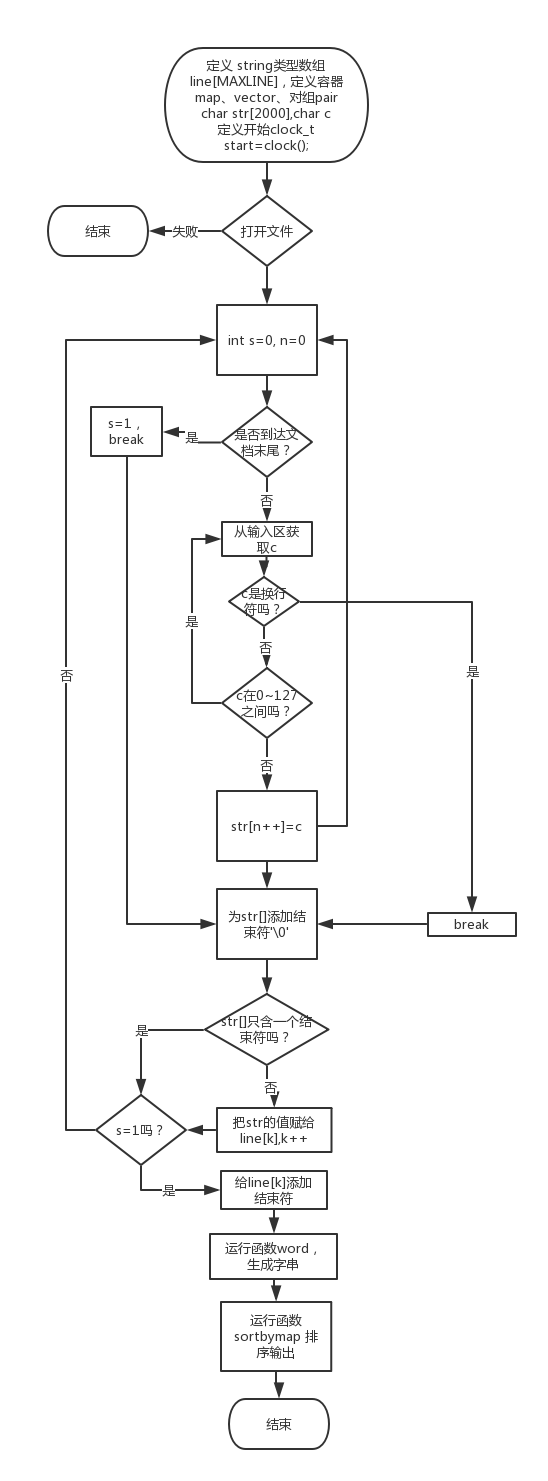 定义 string类型数组
line[MAXLINE]，定义容器
map、vector、对组pair
char str[2000],char c
定义开始clock_t
start=clock();
打开文件
失败
结束
int s=0, n=0
是否到达文
档末尾？
是
s=1，
break
否
从输入区获
取c
c是换行
符吗？
是
否
c在0~127
之间吗？
是
否
否
str[n++]=c
为str[]添加结
束符'\0'
break
str[]只含一个结
束符吗？
是
否
把str的值赋给
line[k],k++
s=1吗？
是
给line[k]添加
结束符
运行函数word，
生成字串
运行函数
sortbymap 排
序输出
结束